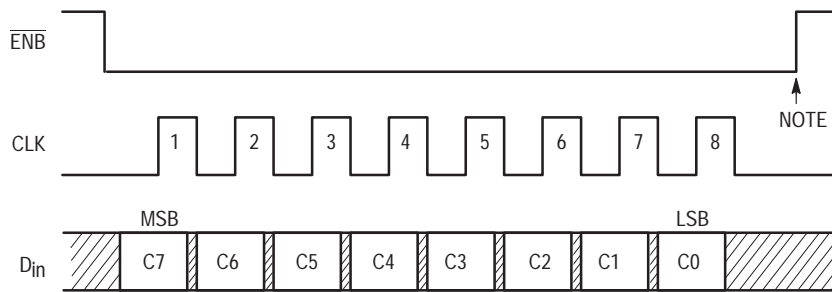 ENB
NOTE
CLK 1 2 3 4 5 6 7 8
MSB LSB
Din C7 C6 C5 C4 C3 C2 C1 C0